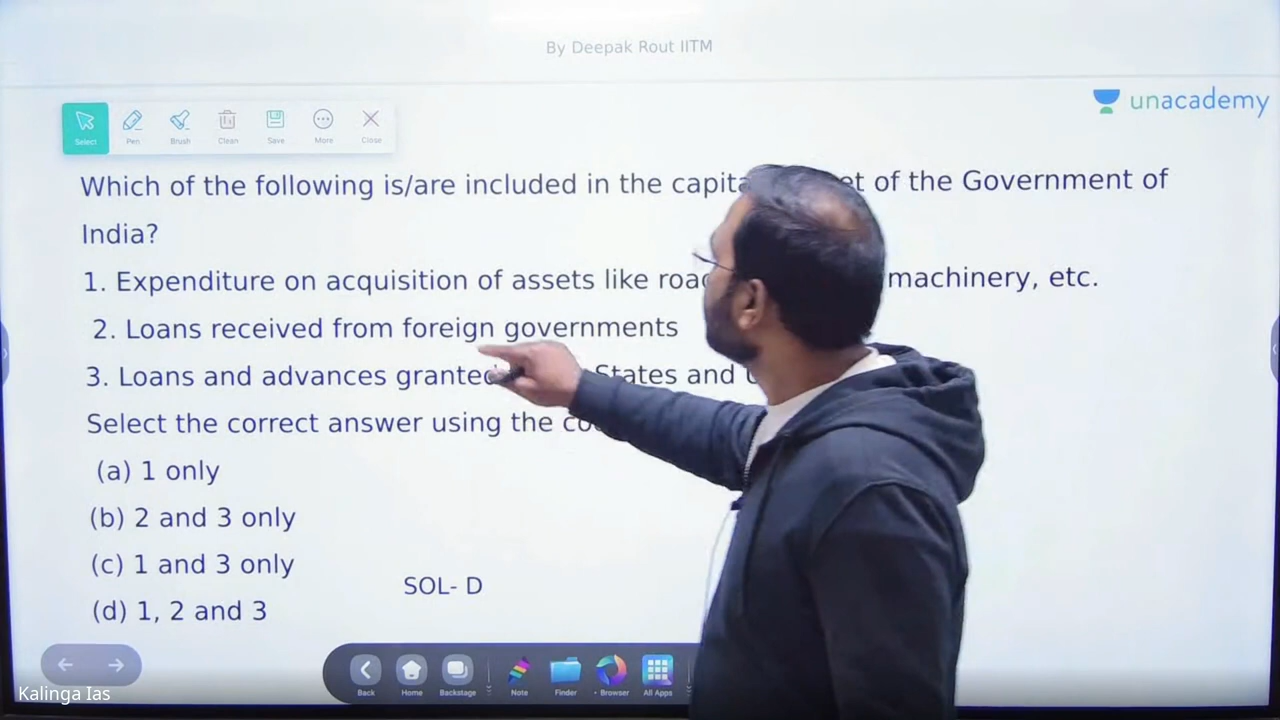 By Deepak Rout IITM
unacademy
Select Pen Brush Clean Save More Close
Which of the following is/are included in the et of the Government of
India?
1. Expenditure on acquisition of assets like machinery, etc.
2. Loans received from foreign governments
3. Loans and advances granted States and
Select the correct answer using the
(a) 1 only
(b) 2 and 3 only
(c) 1 and 3 only
(d) 1, 2 and 3
SOL- D
Back Home Backstage Note Finder Browser All Apps
Kalinga Ias